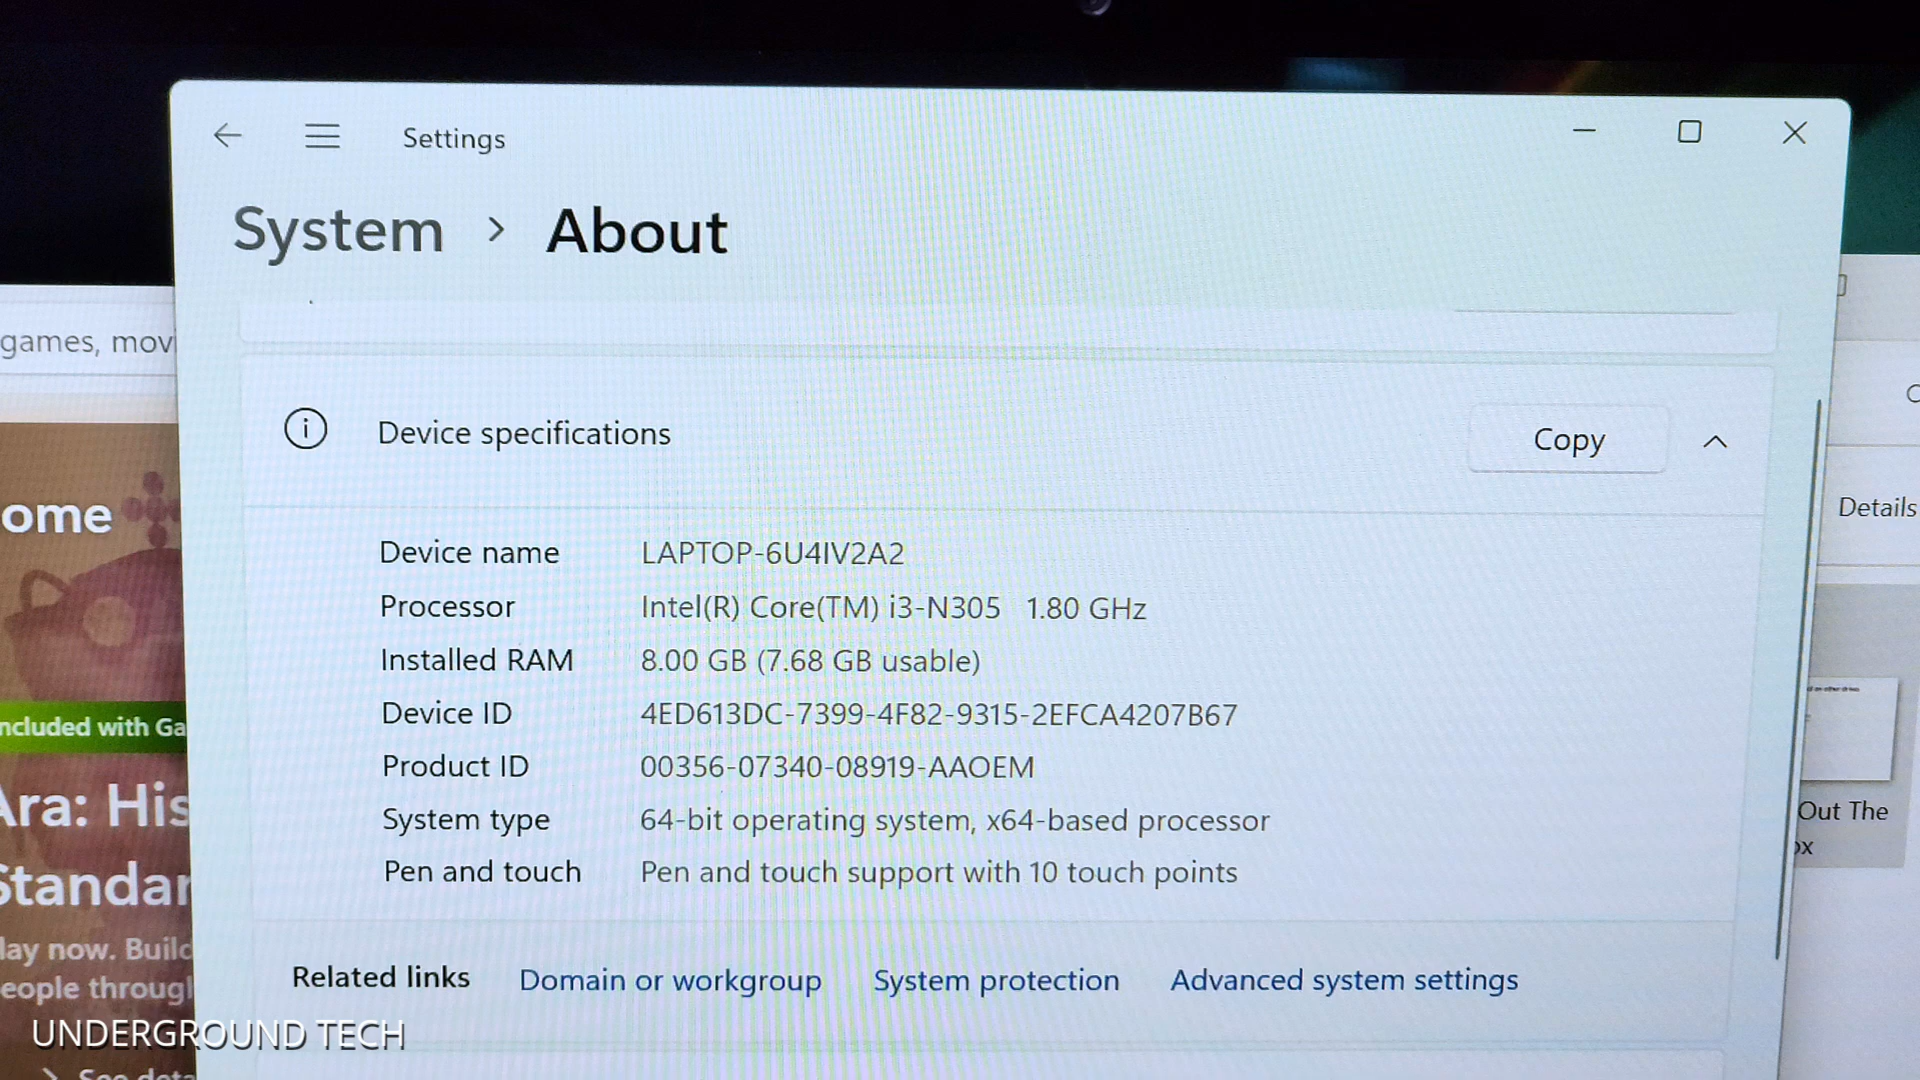 Settings
System > About
games, mov
Device specifications
Copy
ome
Details
Device name LAPTOP-6U4IV2A2
Processor Intel(R) Core(TM) i3-N305 1.80 GHz
Installed RAM 8.00 GB (7.68 GB usable)
Device ID 4ED613DC-7399-4F82-9315-2EFCA4207B67
ncluded with Ga
Product ID 00356-07340-08919-AAOEM
Ara: His
System type 64-bit operating system, x64-based processor
Out The
ox
Pen and touch Pen and touch support with 10 touch points
Standar
lay now. Build
eople through
Related links Domain or workgroup System protection Advanced system settings
UNDERGROUND TECH